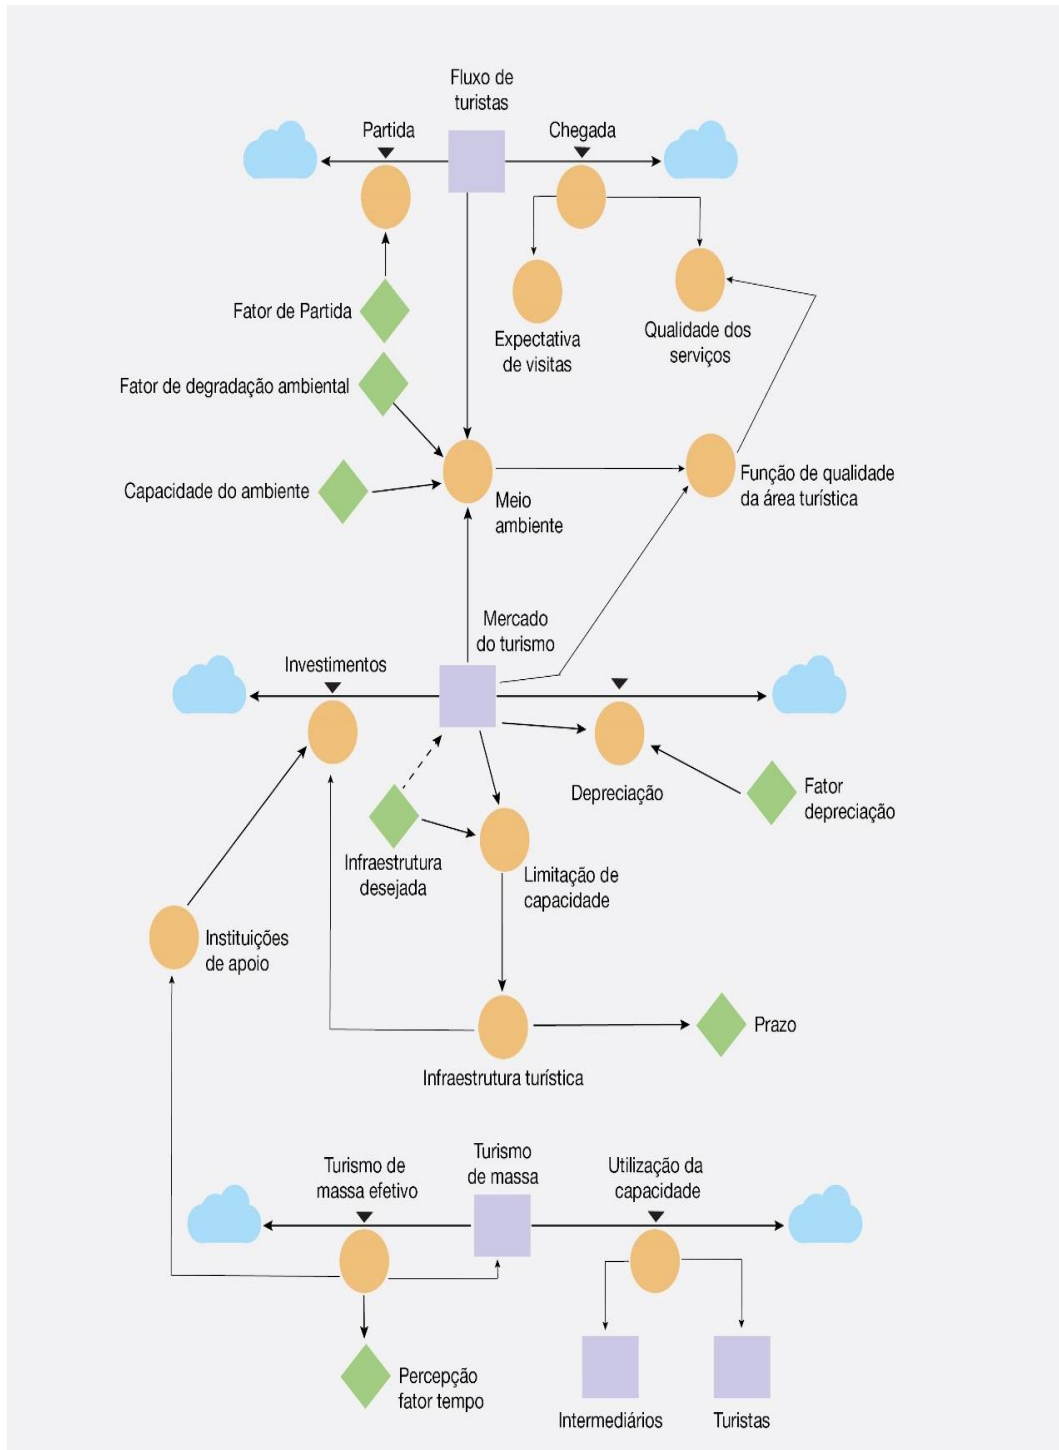 Fluxo de
turistas
Partida
Chegada
Fator de Partida
Expectativa
de visitas
Qualidade dos
serviços
Fator de degradação ambiental
Capacidade do ambiente
Meio
ambiente
Função de qualidade
da área turística
Mercado
do turismo
Investimentos
Depreciação
Fator
depreciação
Infraestrutura
desejada
Limitação de
capacidade
Instituições
de apoio
Prazo
Infraestrutura turística
Turismo de
massa efetivo
Turismo
de massa
Utilização da
capacidade
Percepção
fator tempo
Intermediários
Turistas